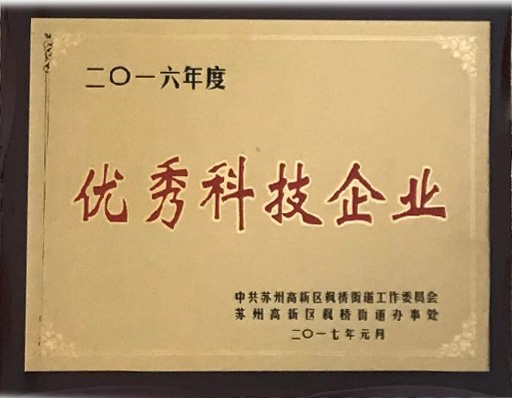 二〇一六年度
优秀科技企业
中共苏州高新区枫桥街道工作委员会
苏州高新区枫桥街道办事处
二〇一七年元月